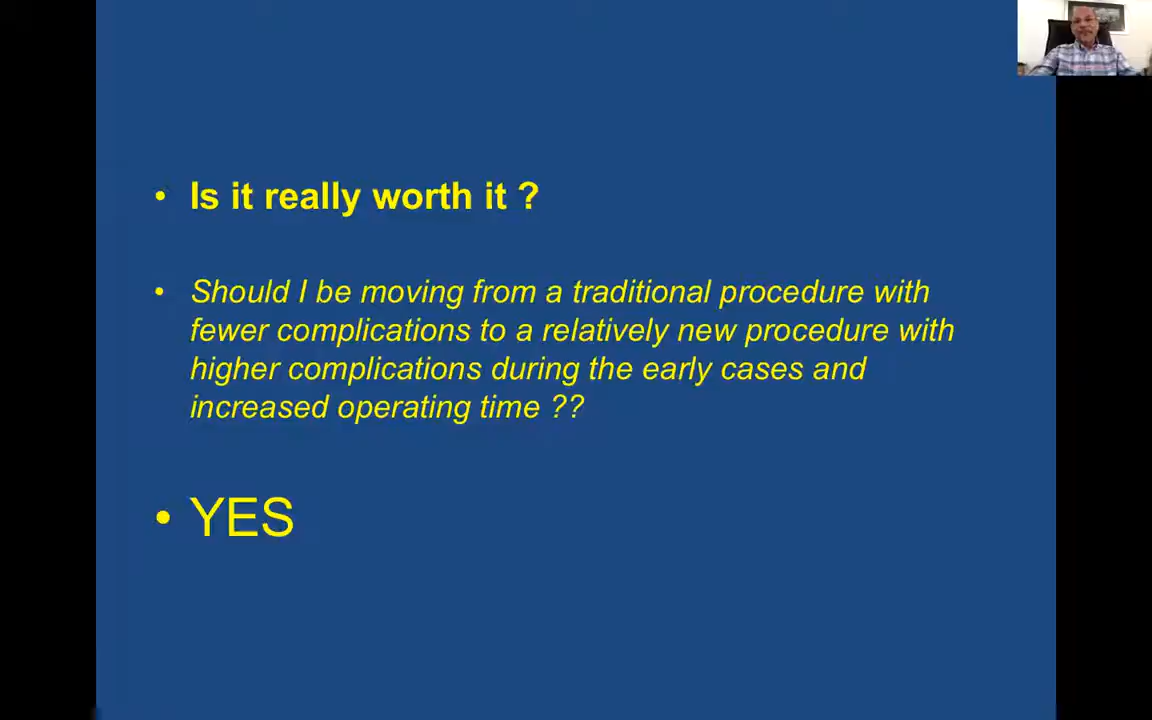 • Is it really worth it ?
• Should I be moving from a traditional procedure with
fewer complications to a relatively new procedure with
higher complications during the early cases and
increased operating time ??
• YES